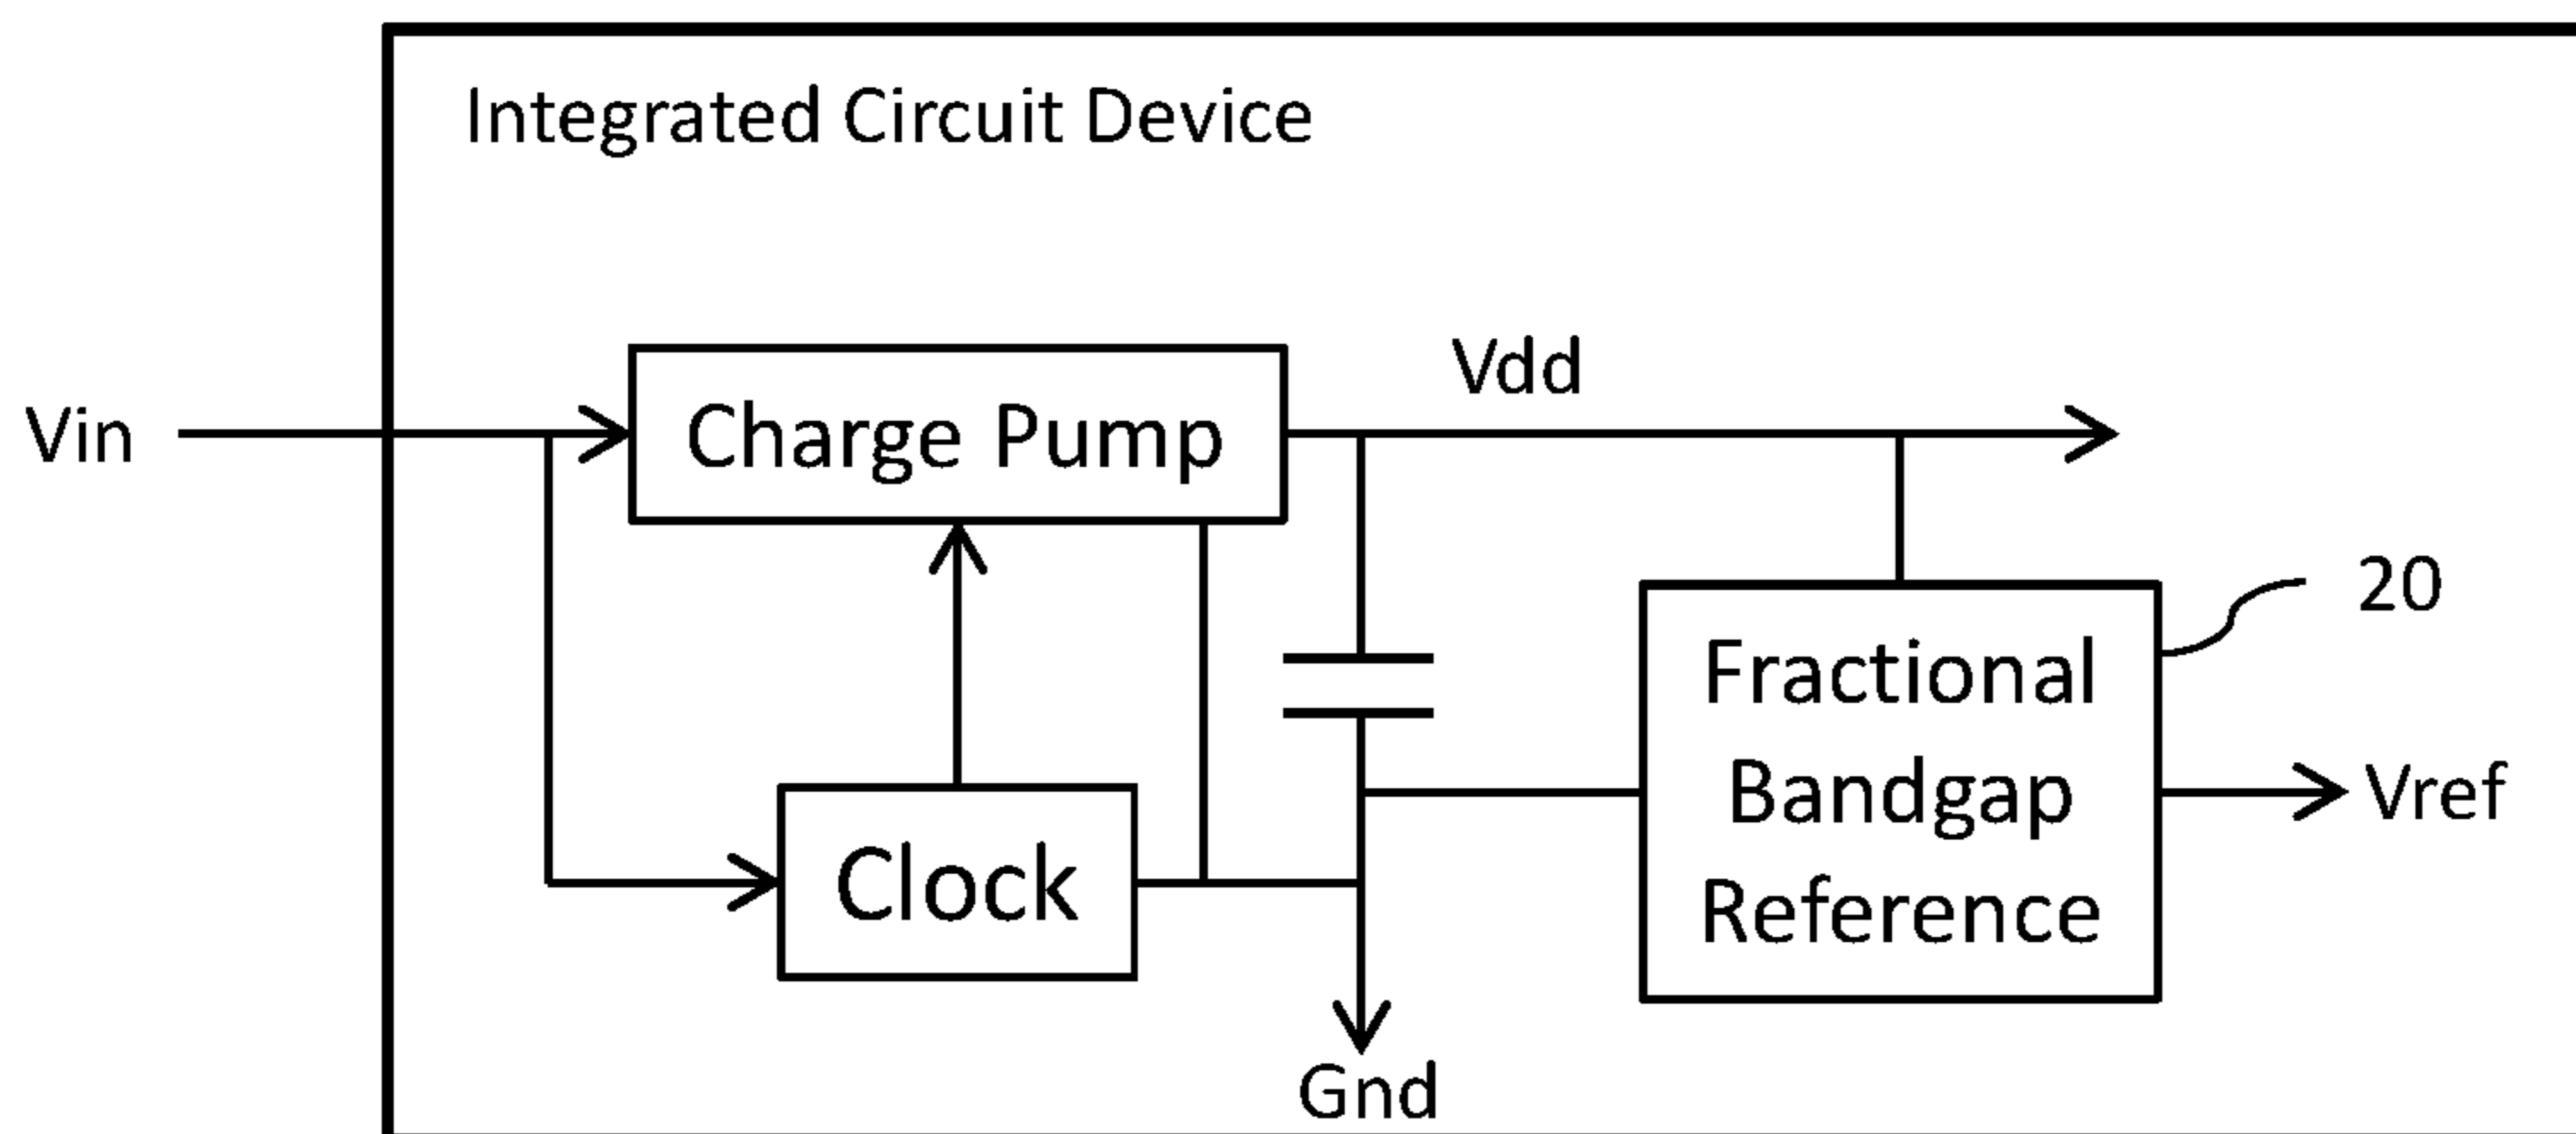 Integrated Circuit Device
Vdd
Vin
Charge Pump
20
Fractional
Bandgap
Reference
Vref
Clock
Gnd